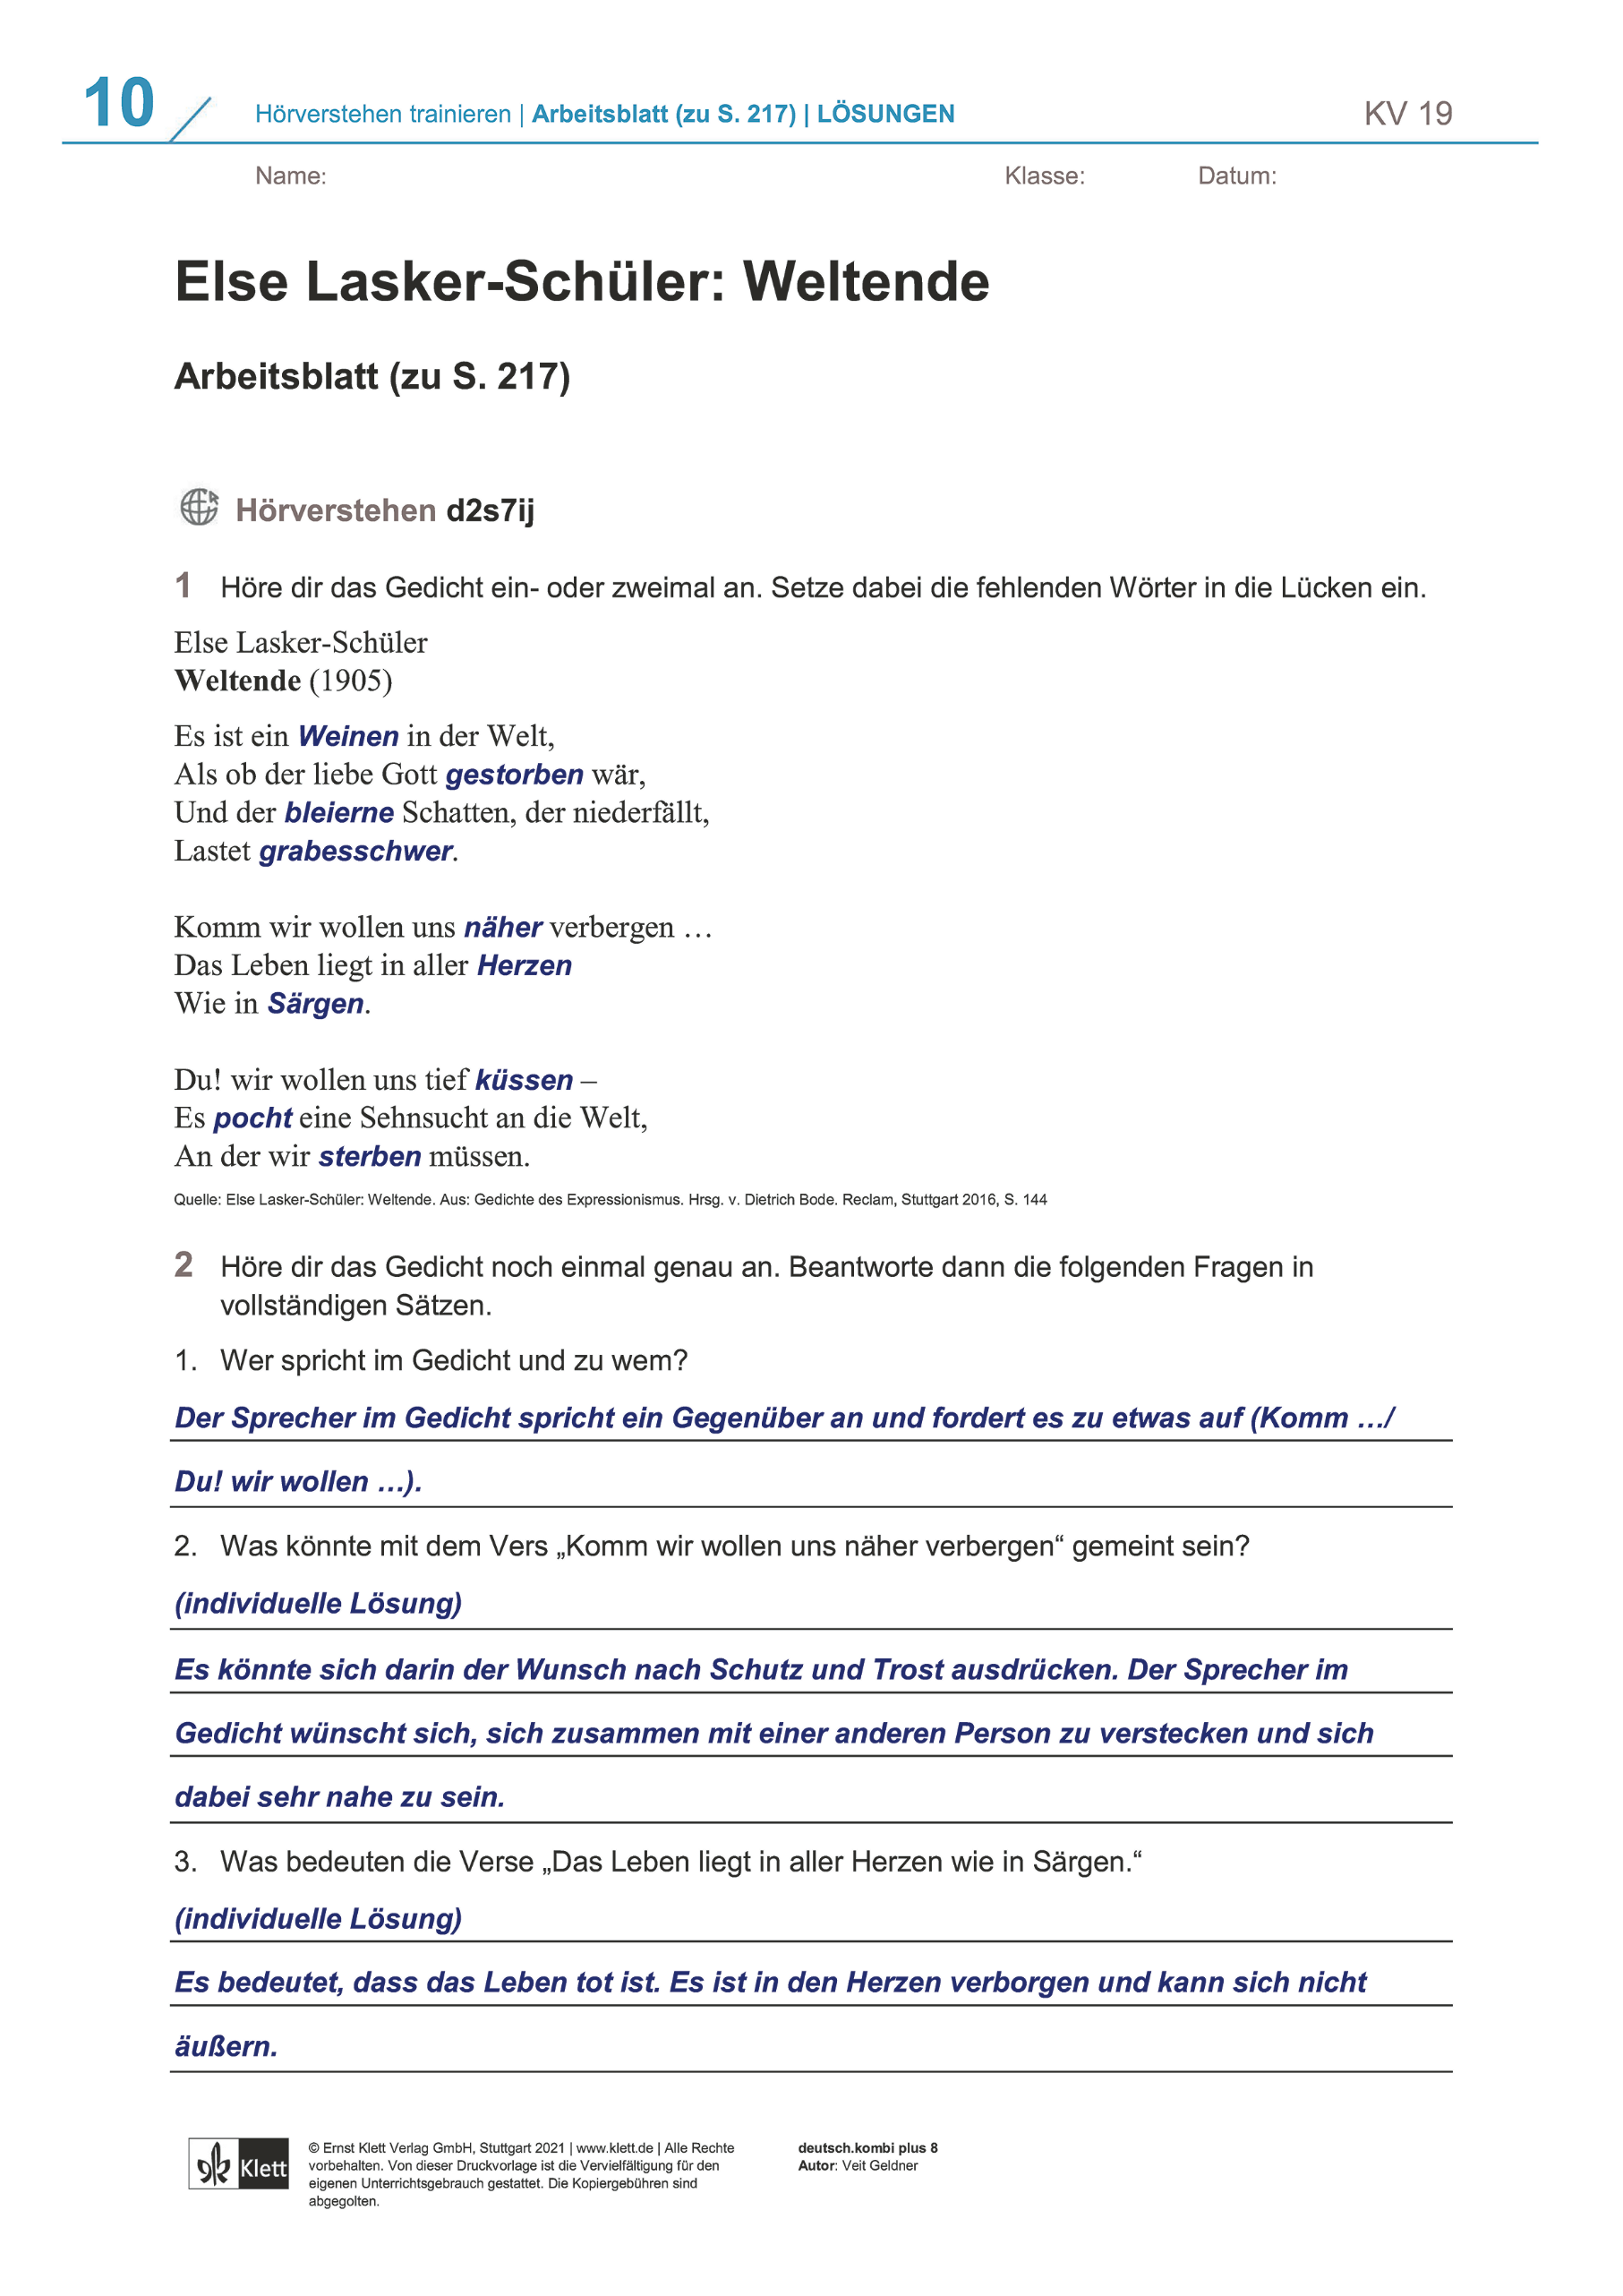 10
Hörverstehen trainieren | Arbeitsblatt (zu S. 217) | LÖSUNGEN
KV 19
Name:
Klasse:
Datum:
Else Lasker-Schüler: Weltende
Arbeitsblatt (zu S. 217)
Hörverstehen d2s7ij
1 Höre dir das Gedicht ein- oder zweimal an. Setze dabei die fehlenden Wörter in die Lücken ein.
Else Lasker-Schüler
Weltende (1905)
Es ist ein Weinen in der Welt,
Als ob der liebe Gott gestorben wär,
Und der bleierne Schatten, der niederfällt,
Lastet grabesschwer.
Komm wir wollen uns näher verbergen …
Das Leben liegt in aller Herzen
Wie in Särgen.
Du! wir wollen uns tief küssen –
Es pocht eine Sehnsucht an die Welt,
An der wir sterben müssen.
Quelle: Else Lasker-Schüler: Weltende. Aus: Gedichte des Expressionismus. Hrsg. v. Dietrich Bode. Reclam, Stuttgart 2016, S. 144
2 Höre dir das Gedicht noch einmal genau an. Beantworte dann die folgenden Fragen in
vollständigen Sätzen.
1. Wer spricht im Gedicht und zu wem?
Der Sprecher im Gedicht spricht ein Gegenüber an und fordert es zu etwas auf (Komm …/
Du! wir wollen …).
2. Was könnte mit dem Vers „Komm wir wollen uns näher verbergen“ gemeint sein?
(individuelle Lösung)
Es könnte sich darin der Wunsch nach Schutz und Trost ausdrücken. Der Sprecher im
Gedicht wünscht sich, sich zusammen mit einer anderen Person zu verstecken und sich
dabei sehr nahe zu sein.
3. Was bedeuten die Verse „Das Leben liegt in aller Herzen wie in Särgen.“
(individuelle Lösung)
Es bedeutet, dass das Leben tot ist. Es ist in den Herzen verborgen und kann sich nicht
äußern.
Klett
© Ernst Klett Verlag GmbH, Stuttgart 2021 | www.klett.de | Alle Rechte
vorbehalten. Von dieser Druckvorlage ist die Vervielfältigung für den
eigenen Unterrichtsgebrauch gestattet. Die Kopiergebühren sind
abgegolten.
deutsch.kombi plus 8
Autor: Veit Geldner